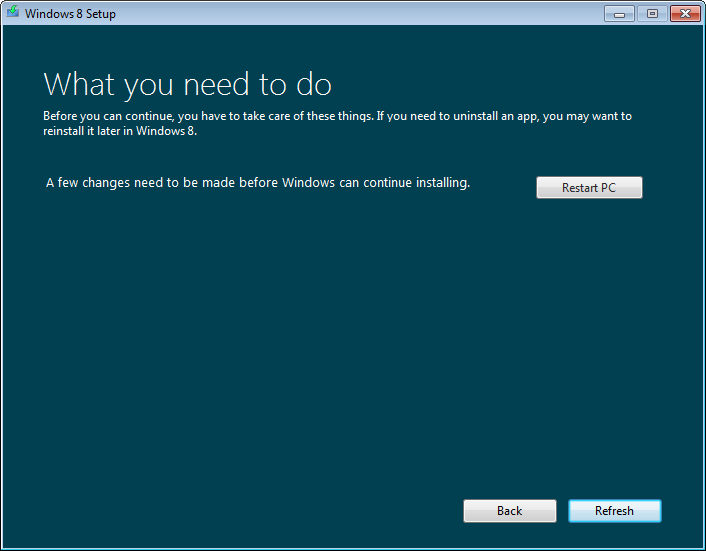 Windows 8 Setup
What you need to do
Before you can continue, you have to take care of these things. If you need to uninstall an app, you may want to
reinstall it later in Windows 8.
A few changes need to be made before Windows can continue installing.
Restart PC
Back
Refresh